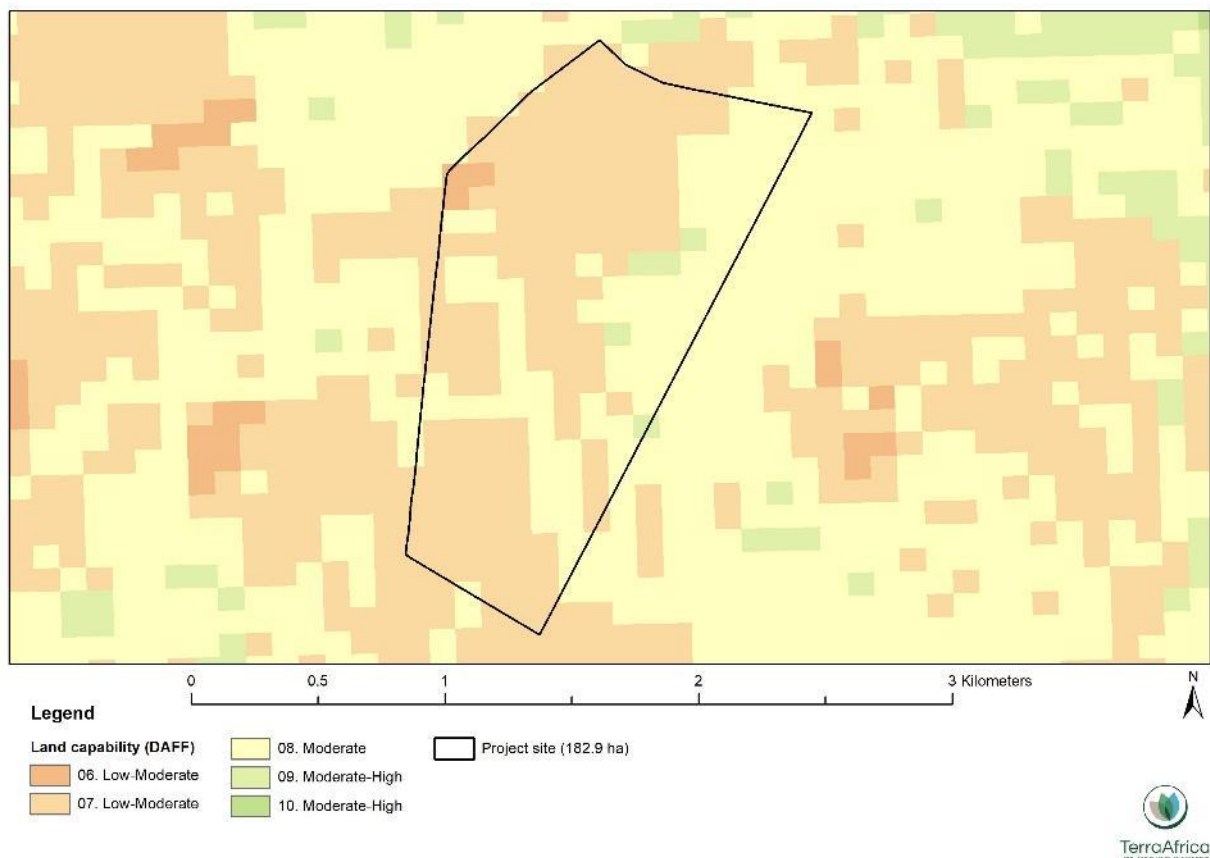 0 0.5 1 2 3 Kilometers
N
Legend
Land capability (DAFF)
06. Low-Moderate
07. Low-Moderate
08. Moderate
09. Moderate-High
10. Moderate-High
Project site (182.9 ha)
TerraAfrica